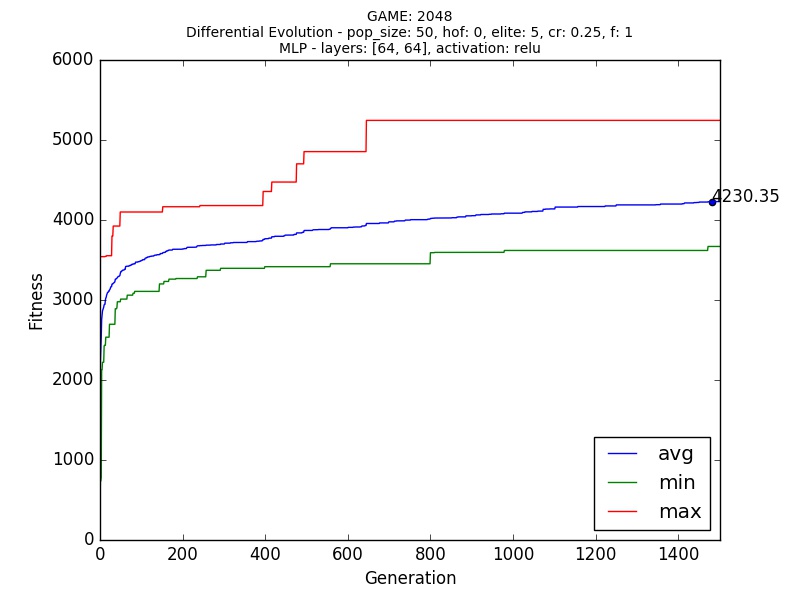 GAME: 2048
Differential Evolution - pop_size: 50, hof: 0, elite: 5, cr: 0.25, f: 1
MLP - layers: [64, 64], activation: relu
6000
5000
4000
3000
2000
1000
0
Fitness
4230.35
avg
min
max
0 200 400 600 800 1000 1200 1400
Generation